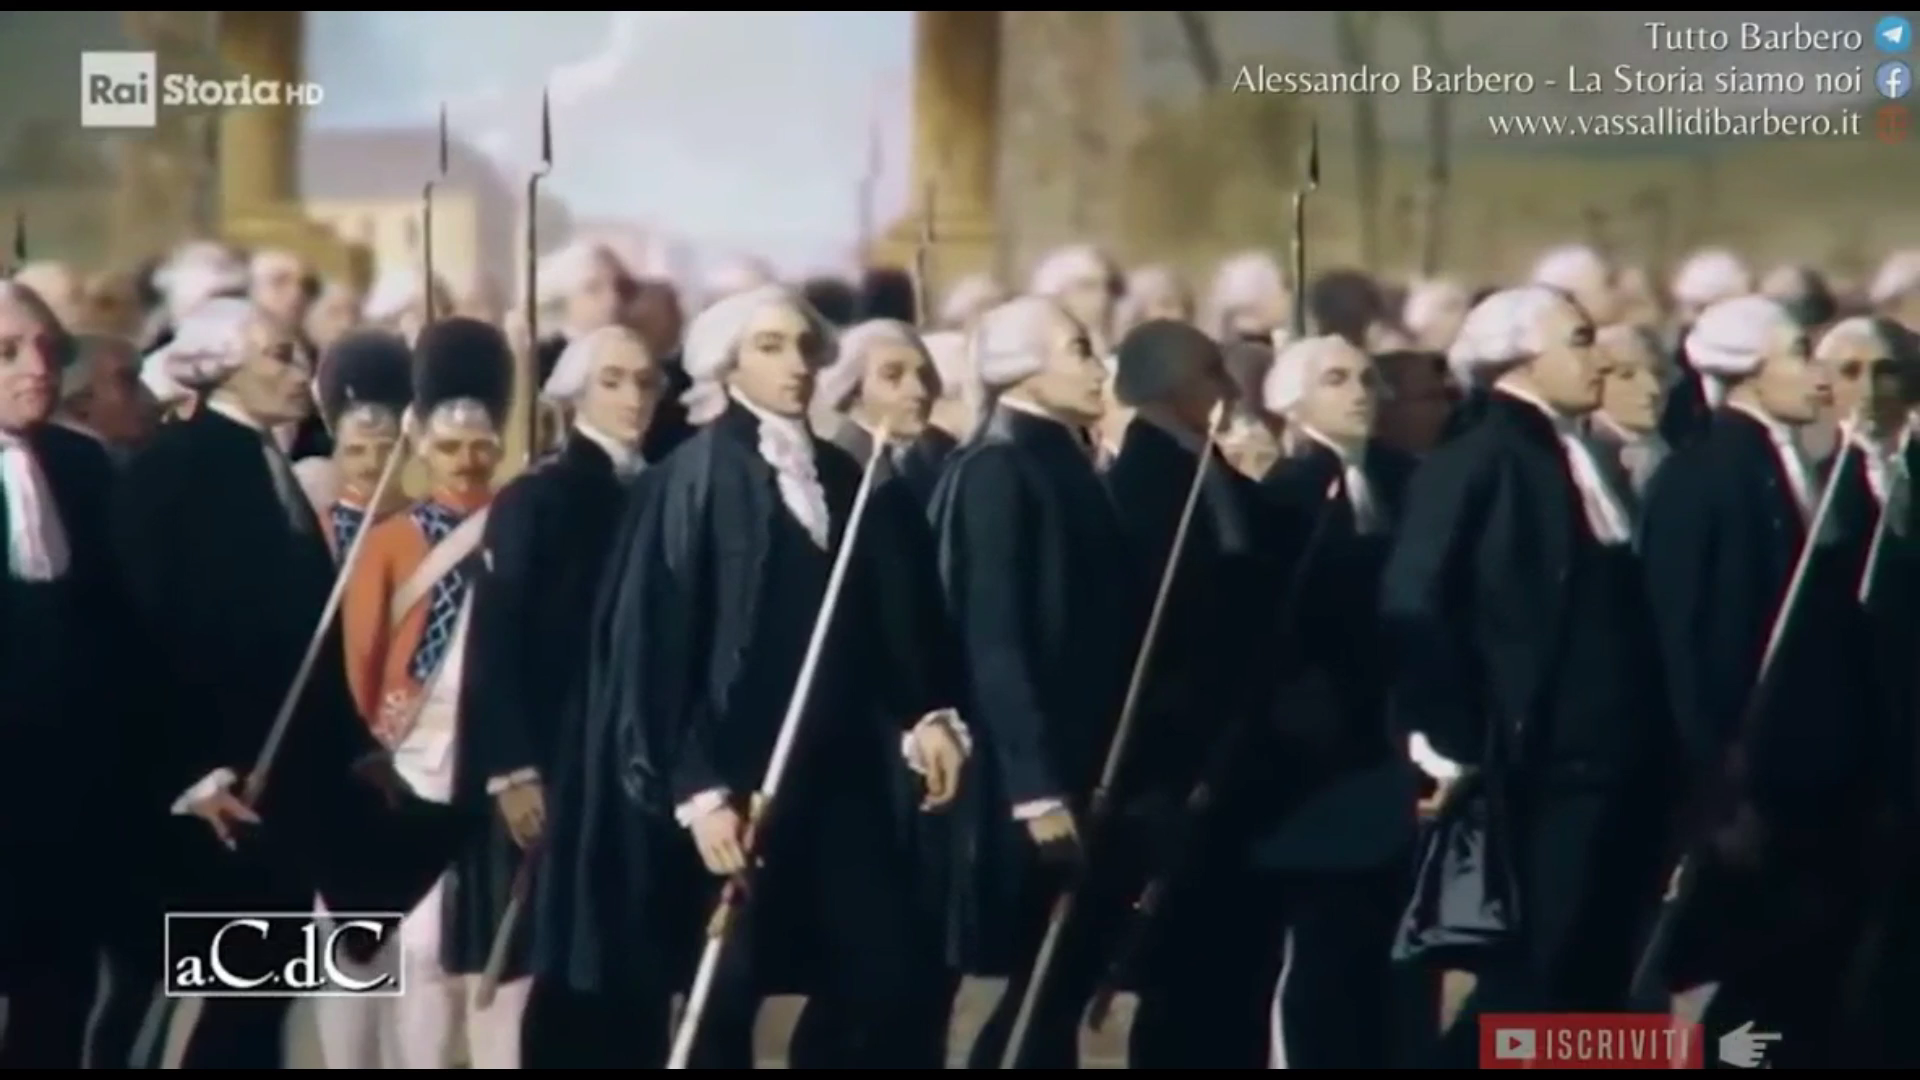 Rai Storia HD
Tutto Barbero
Alessandro Barbero - La Storia siamo noi
www.vassallidibarbero.it
a.C.d.C.
ISCRIVITI